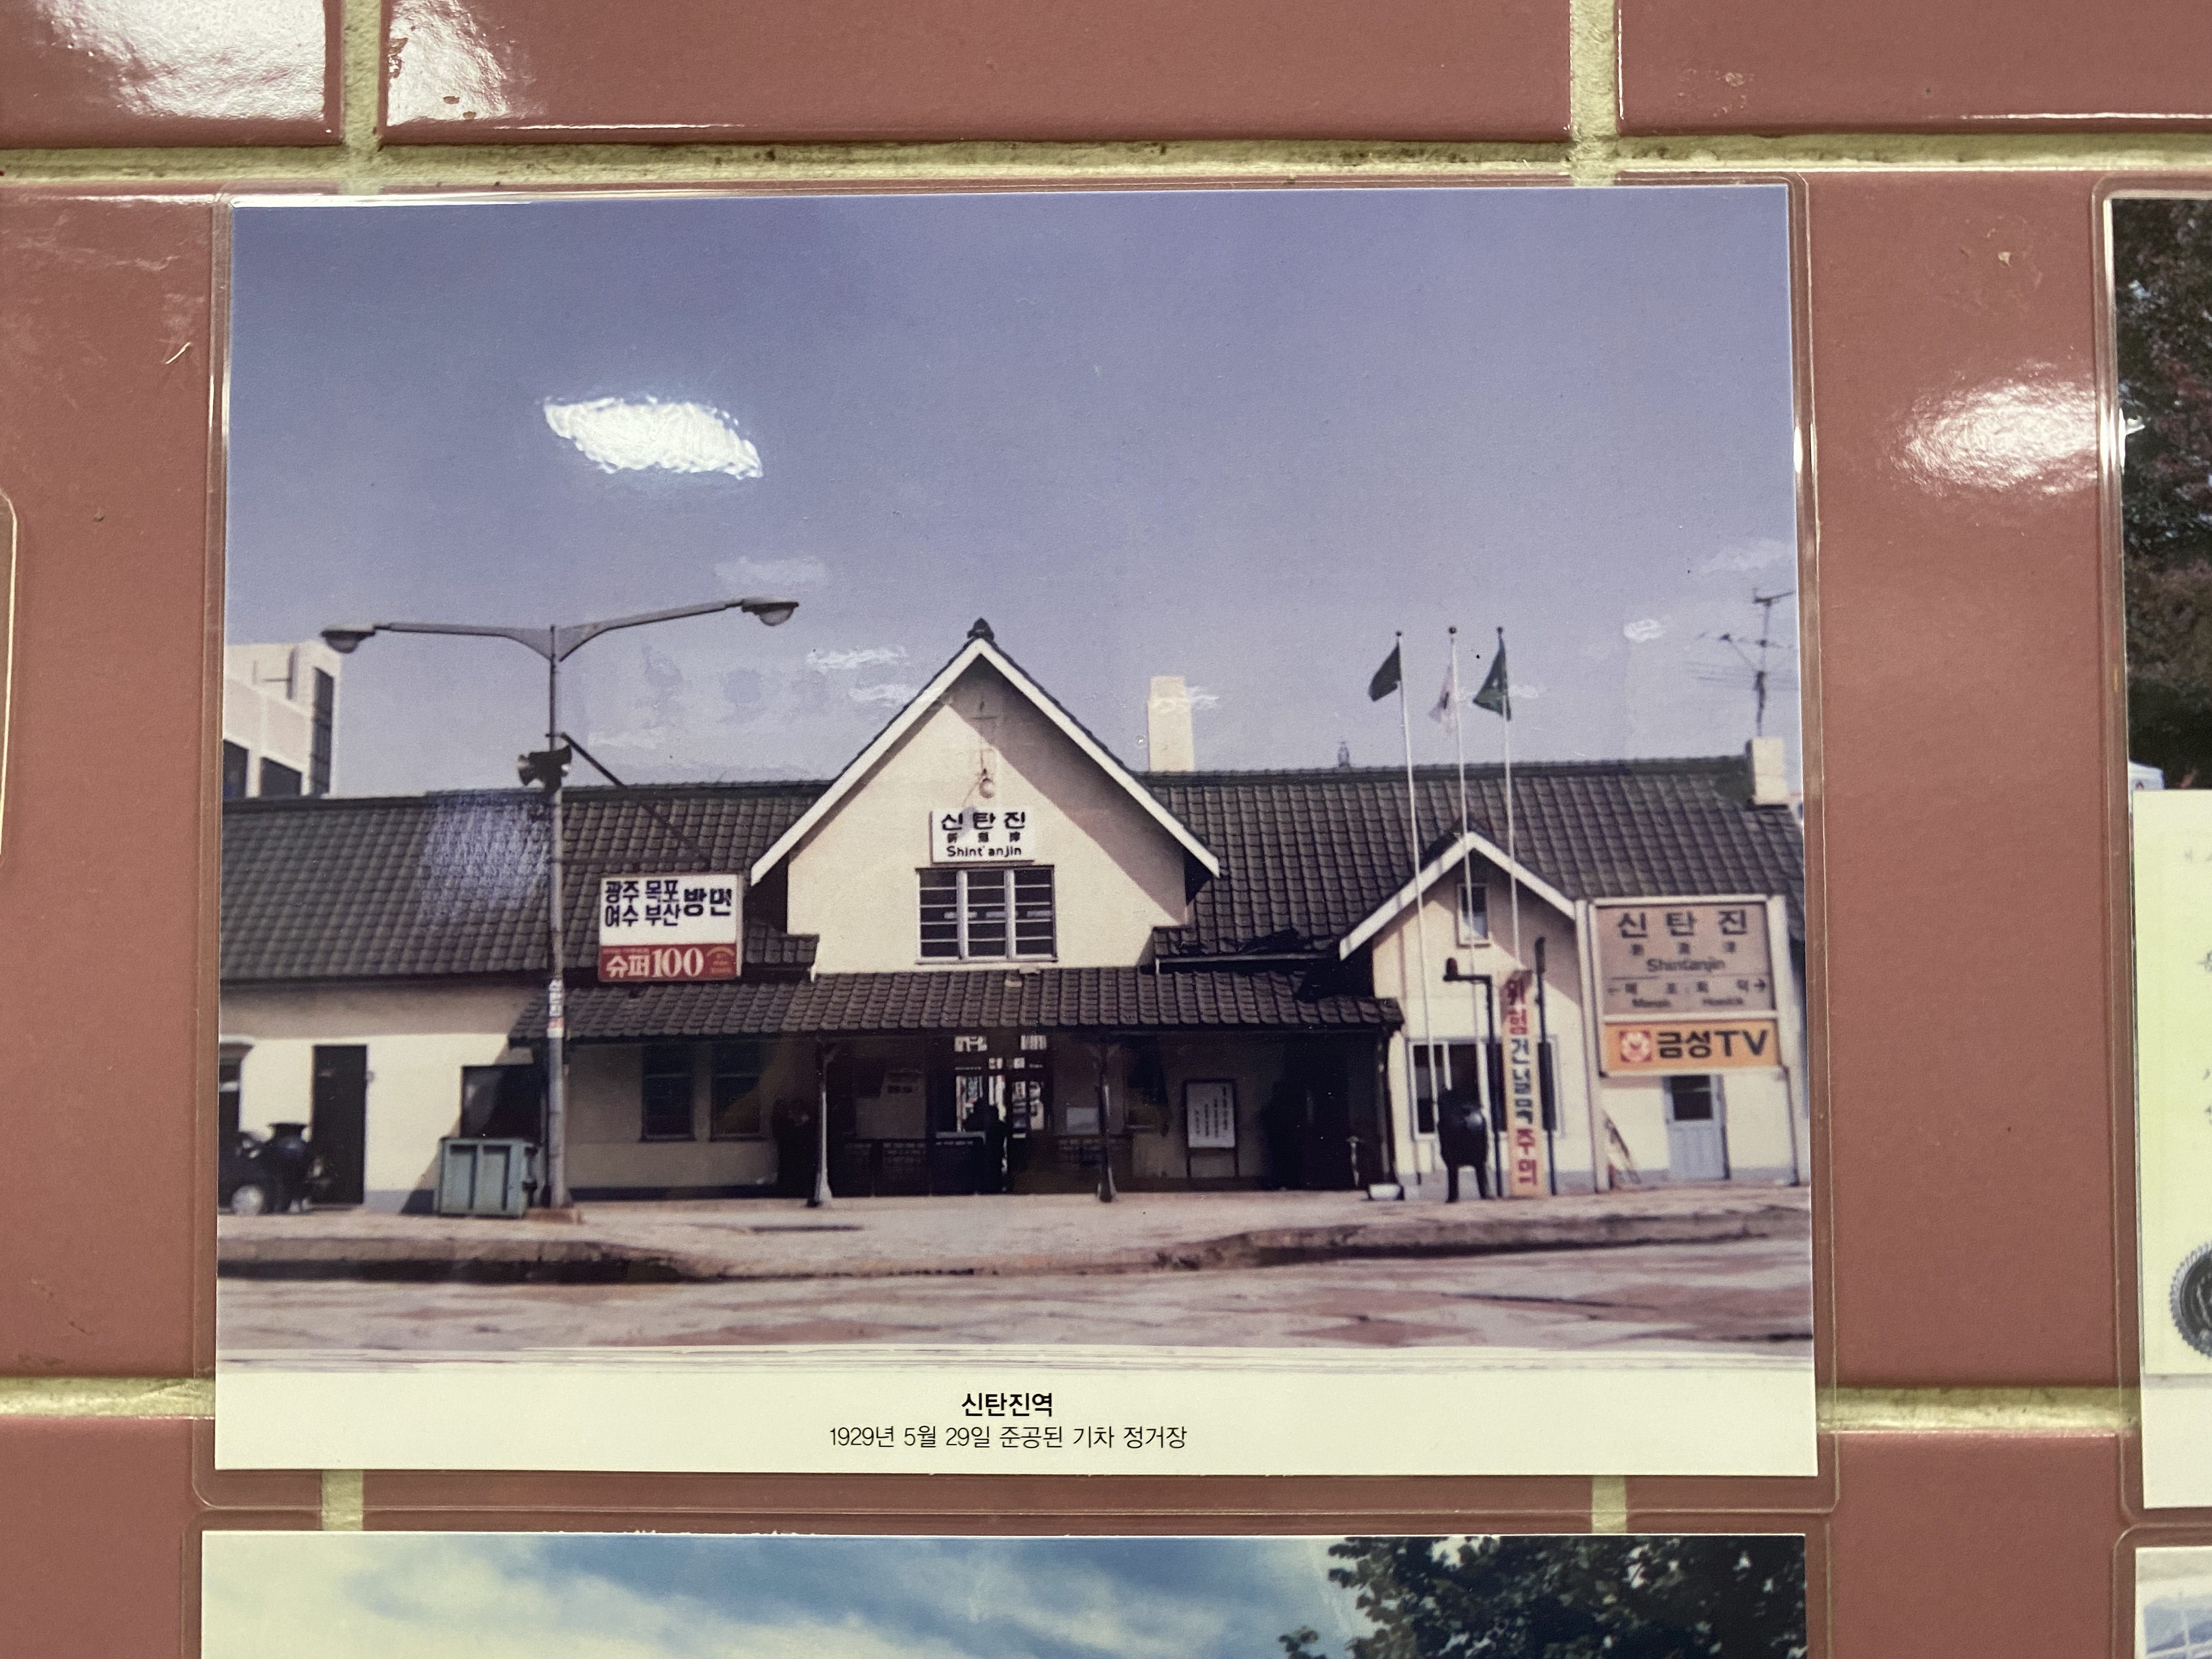 신탄진
Shint'anjin
광주 목포 방면
여수 부산
슈퍼100
신탄진
Shintanjin
금성TV
위험 건널목 주의
신탄진역
1929년 5월 29일 준공된 기차 정거장